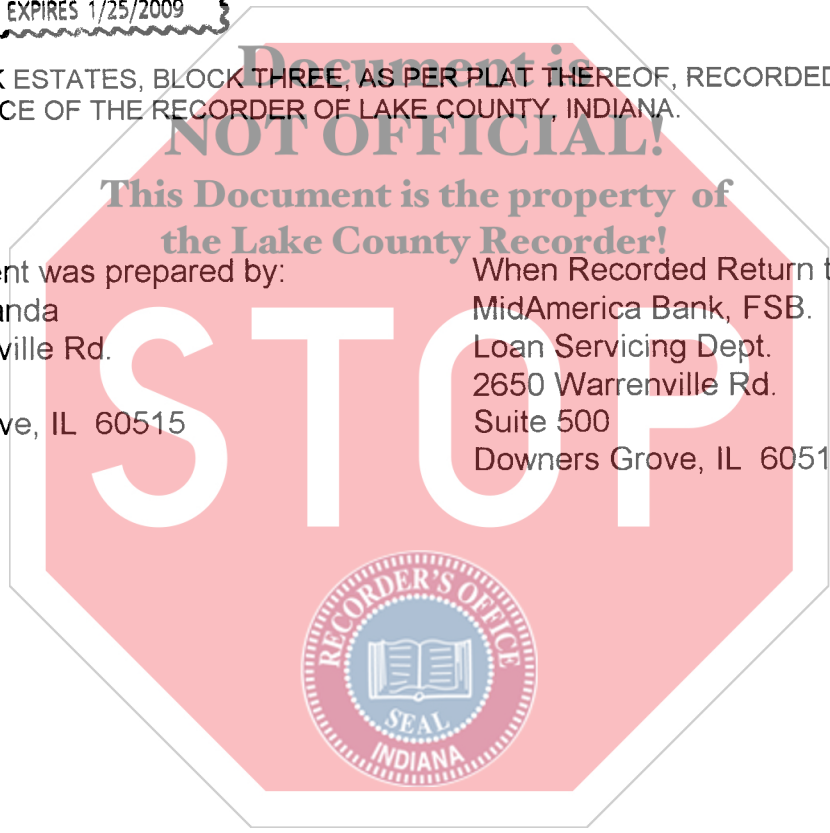 EXPIRES 1/25/2009
Document is
K ESTATES, BLOCK THREE, AS PER PLAT THEREOF, RECORDED
CE OF THE RECORDER OF LAKE COUNTY, INDIANA.
NOT OFFICIAL!
This Document is the property of
the Lake County Recorder!
ent was prepared by:
anda
ville Rd.
ve, IL 60515
When Recorded Return t
MidAmerica Bank, FSB.
Loan Servicing Dept.
2650 Warrenville Rd.
Suite 500
Downers Grove, IL 6051
STOP
RECORDER'S OFFICE
SEAL
INDIANA